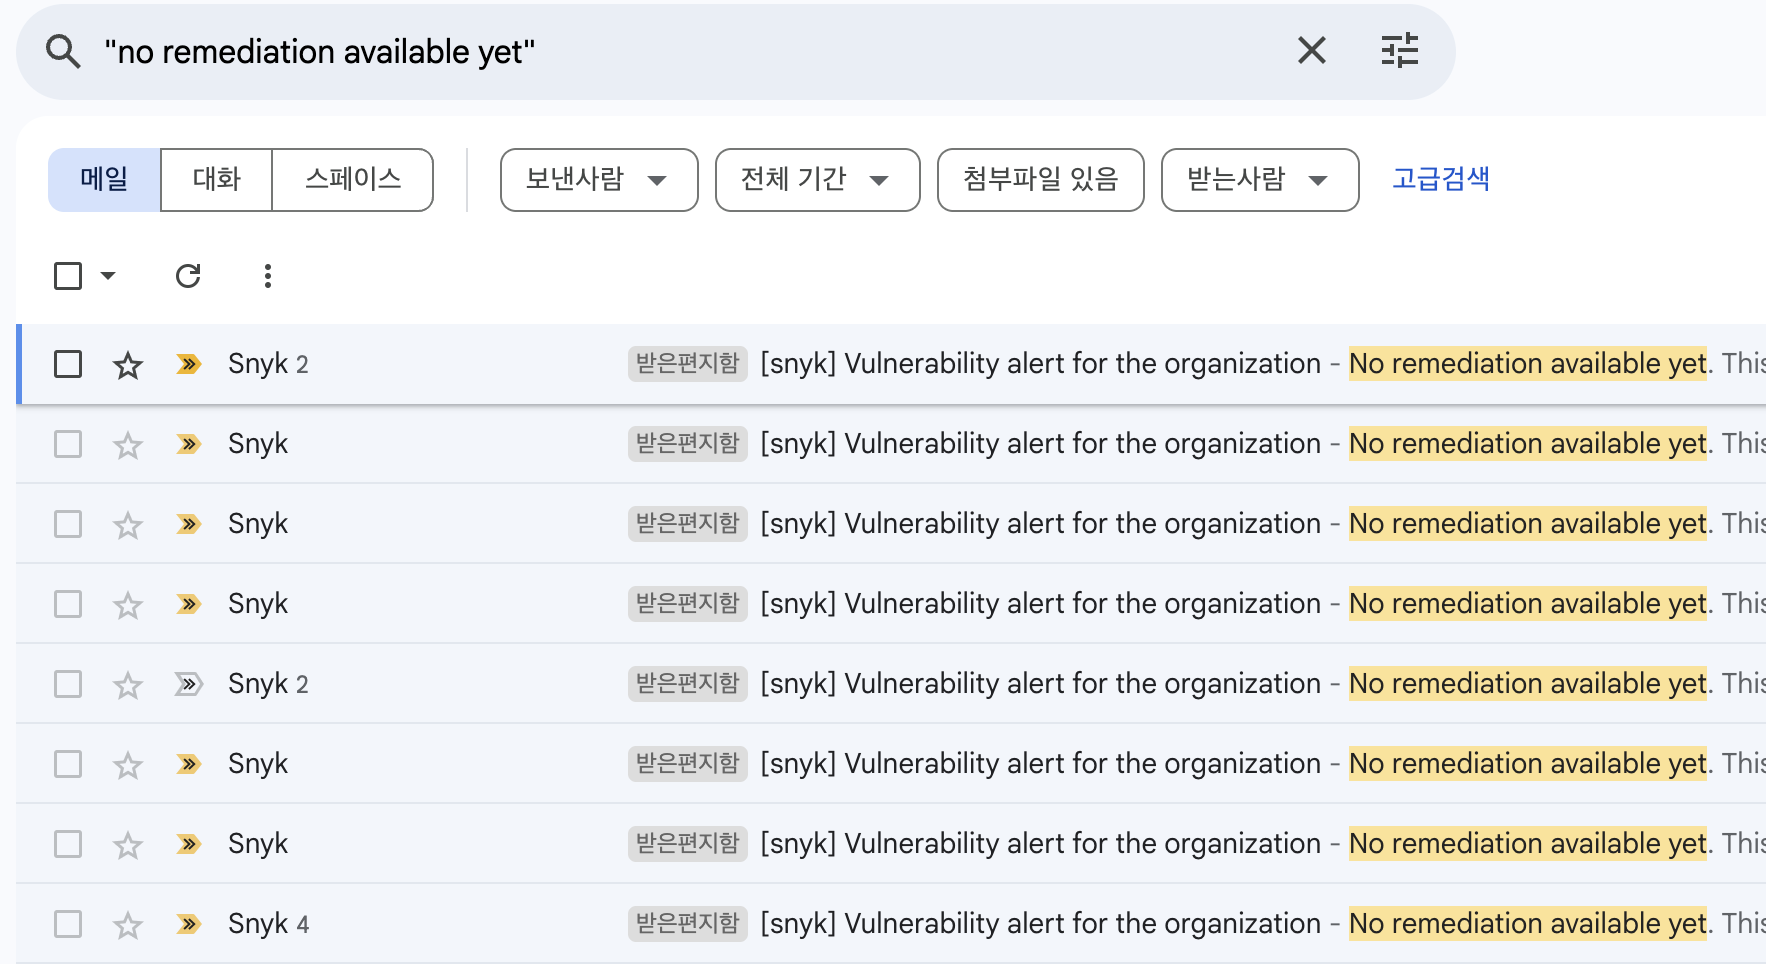 "no remediation available yet"
메일 대화 스페이스 보낸사람 전체 기간 첨부파일 있음 받는사람 고급검색
Snyk 2 받은편지함 [snyk] Vulnerability alert for the organization - No remediation available yet. This
Snyk 받은편지함 [snyk] Vulnerability alert for the organization - No remediation available yet. This
Snyk 받은편지함 [snyk] Vulnerability alert for the organization - No remediation available yet. This
Snyk 받은편지함 [snyk] Vulnerability alert for the organization - No remediation available yet. This
Snyk 2 받은편지함 [snyk] Vulnerability alert for the organization - No remediation available yet. This
Snyk 받은편지함 [snyk] Vulnerability alert for the organization - No remediation available yet. This
Snyk 받은편지함 [snyk] Vulnerability alert for the organization - No remediation available yet. This
Snyk 4 받은편지함 [snyk] Vulnerability alert for the organization - No remediation available yet. This